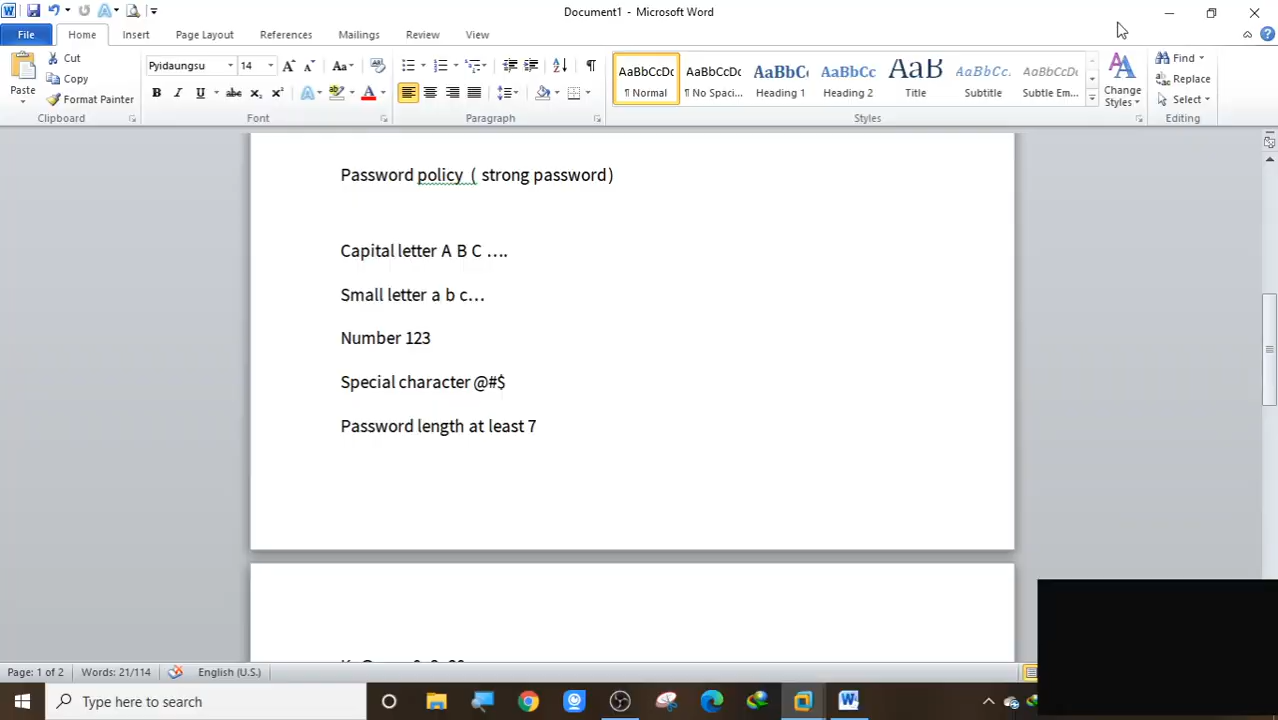 Document1 - Microsoft Word
File Home Insert Page Layout References Mailings Review View
Paste
Cut
Copy
Format Painter
Clipboard
Pyidaungsu 14
Font
Paragraph
AaBbCcDc AaBbCcDc AaBbC AaBbCc AaB AaBbCc. AaBbCcDc
¶ Normal ¶ No Spaci... Heading 1 Heading 2 Title Subtitle Subtle Em...
Change Styles
Styles
Find
Replace
Select
Editing
Password policy ( strong password)
Capital letter A B C ….
Small letter a b c…
Number 123
Special character @#$
Password length at least 7
Page: 1 of 2 Words: 21/114 English (U.S.)
Type here to search